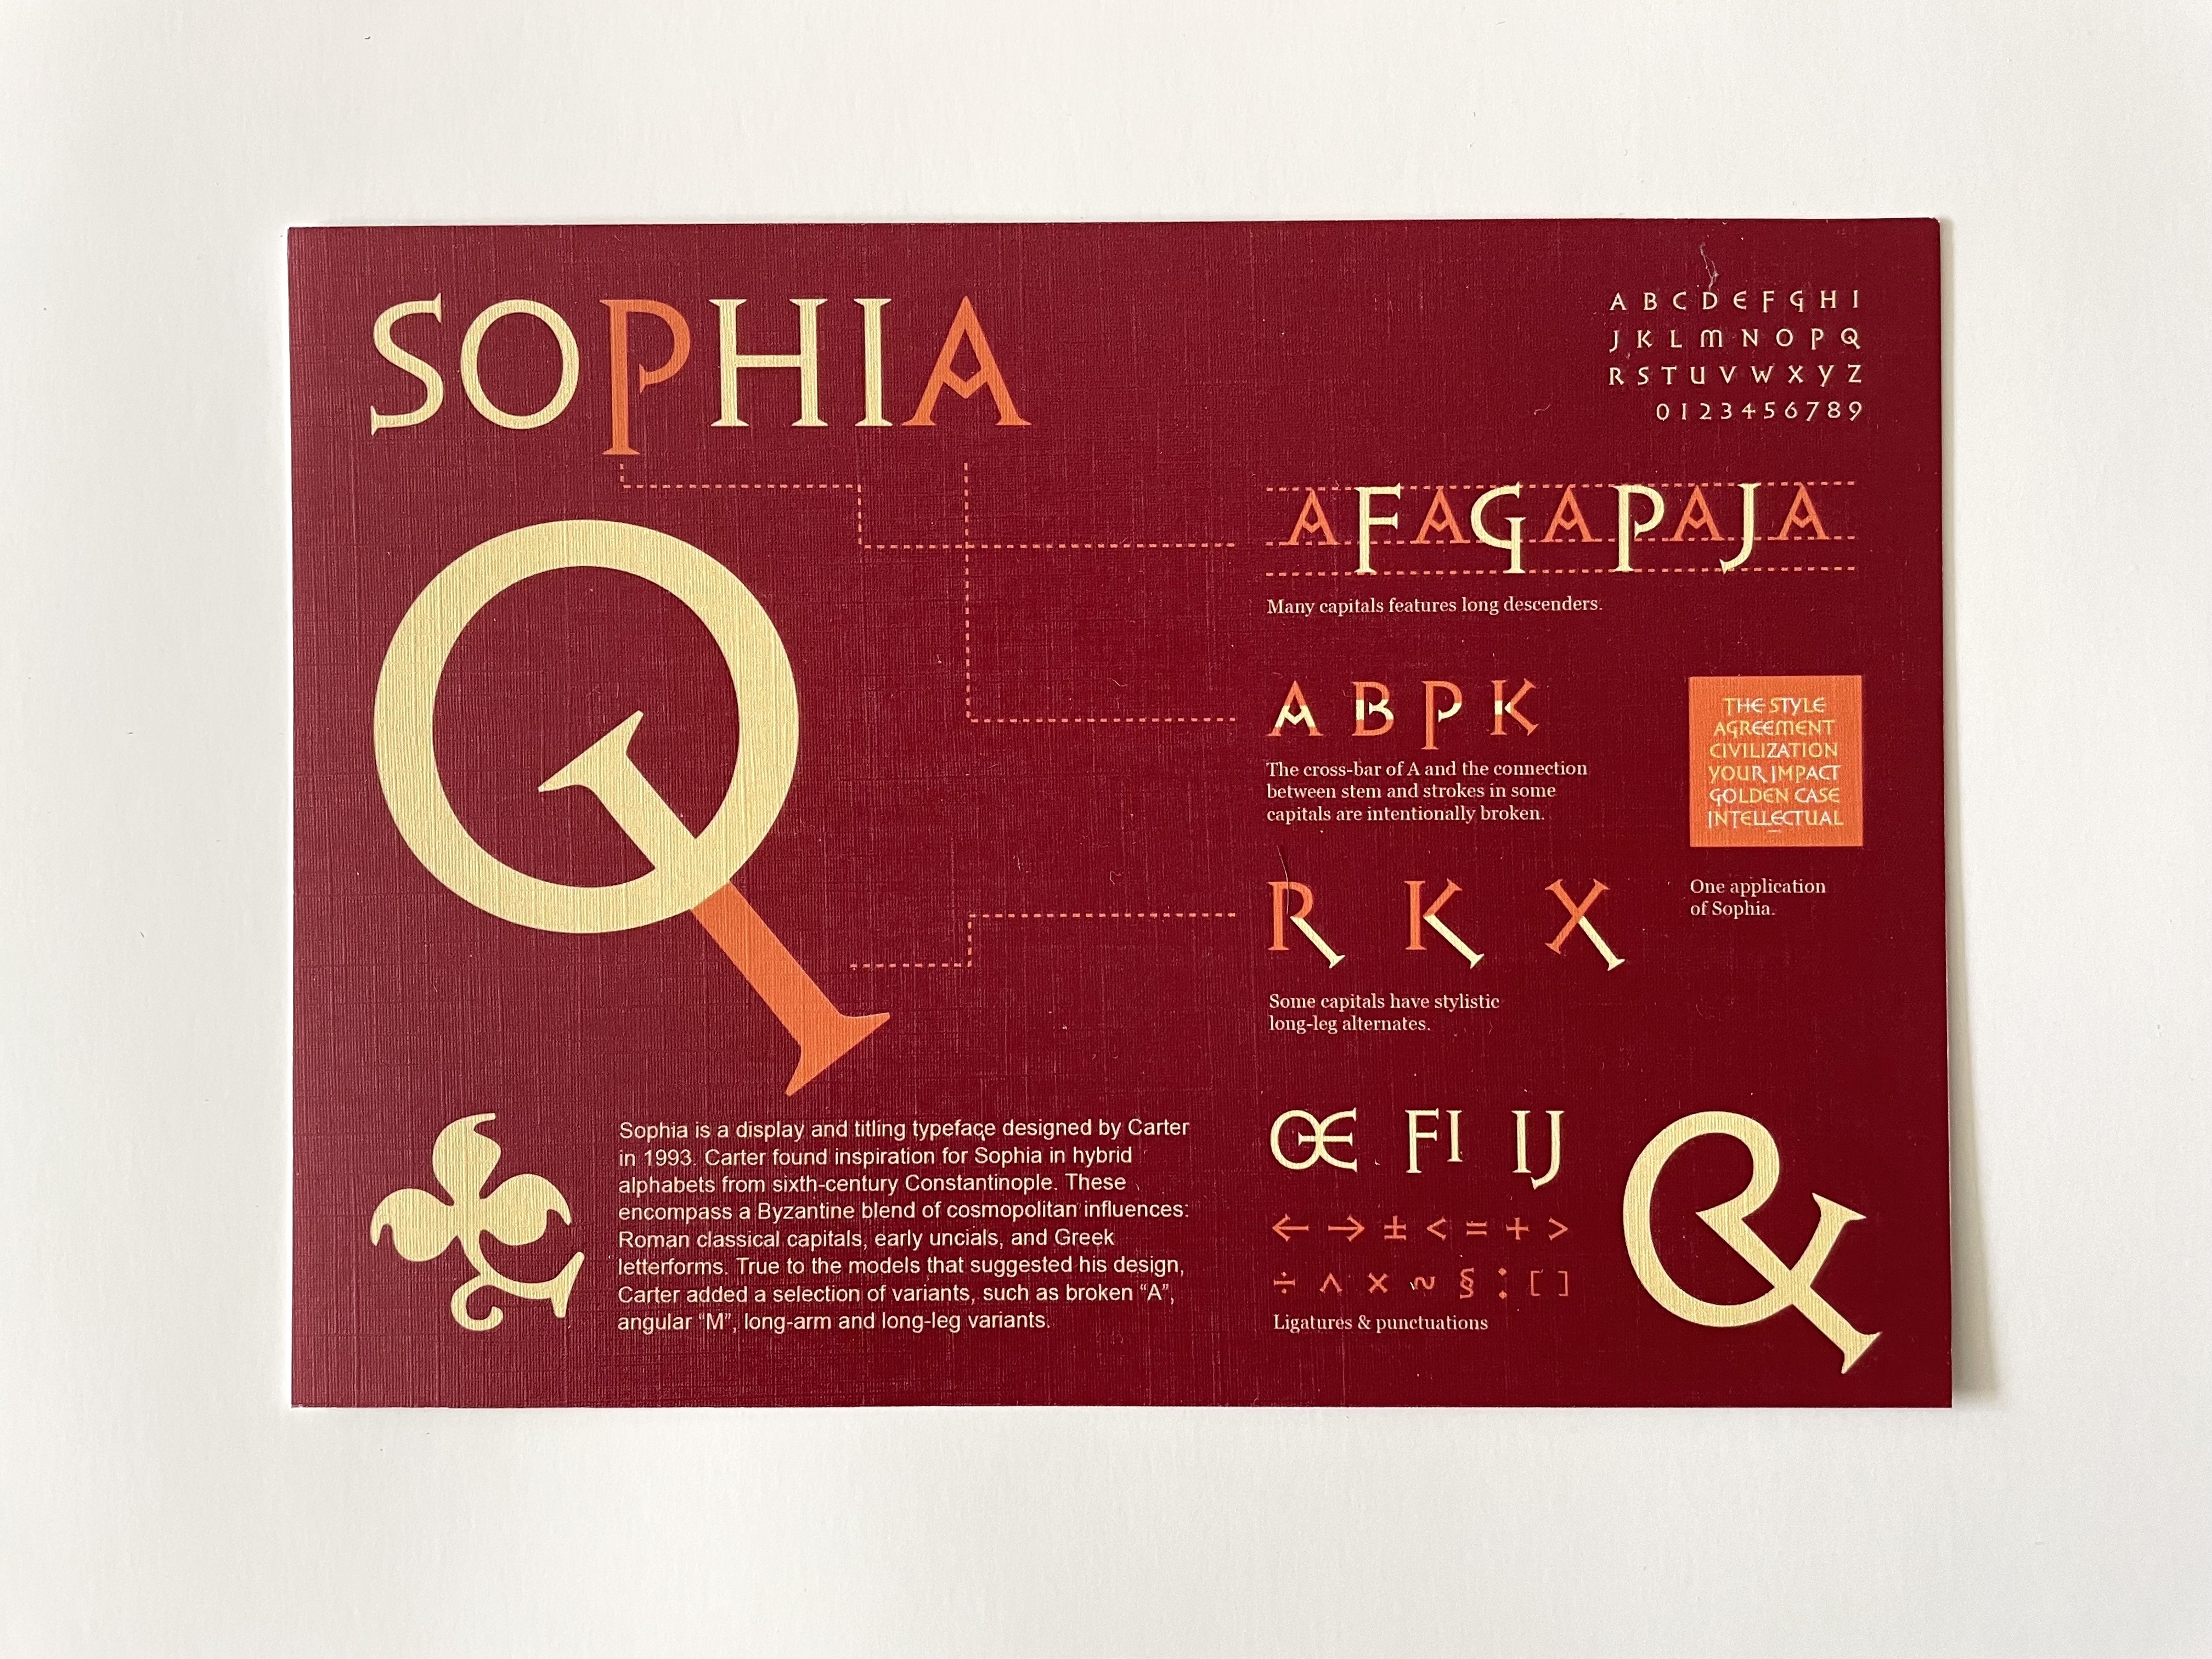 SOPHIA
A B C D E F G H I
J K L M N O P Q
R S T U V W X Y Z
0 1 2 3 4 5 6 7 8 9
Q
A F A G A P A J A
Many capitals features long descenders.
A B P K
The cross-bar of A and the connection
between stem and strokes in some
capitals are intentionally broken.
THE STYLE
AGREEMENT
CIVILIZATION
YOUR IMPACT
GOLDEN CASE
INTELLECTUAL
One application
of Sophia.
R K X
Some capitals have stylistic
long-leg alternates.
Sophia is a display and titling typeface designed by Carter
in 1993. Carter found inspiration for Sophia in hybrid
alphabets from sixth-century Constantinople. These
encompass a Byzantine blend of cosmopolitan influences:
Roman classical capitals, early uncials, and Greek
letterforms. True to the models that suggested his design,
Carter added a selection of variants, such as broken “A”,
angular “M”, long-arm and long-leg variants.
Œ FI IJ
← → ± < = + >
÷ ^ × ~ § : [ ]
Ligatures & punctuations
&